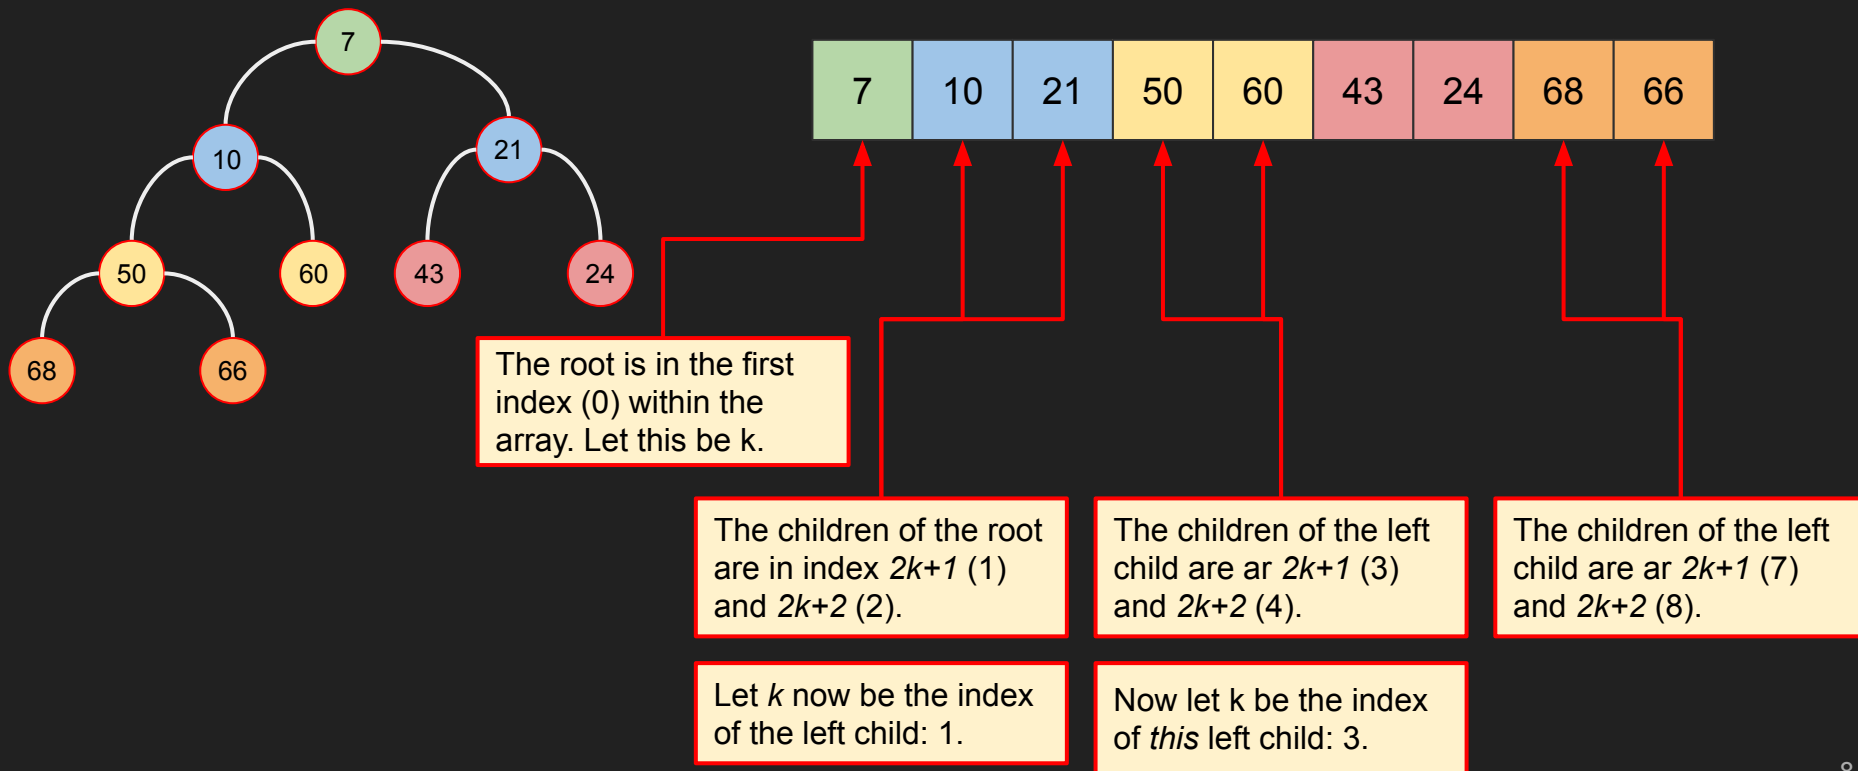 7
10
21
50
60
43
24
68
66
7 10 21 50 60 43 24 68 66
The root is in the first
index (0) within the
array. Let this be k.
The children of the root
are in index 2k+1 (1)
and 2k+2 (2).
Let k now be the index
of the left child: 1.
The children of the left
child are ar 2k+1 (3)
and 2k+2 (4).
Now let k be the index
of this left child: 3.
The children of the left
child are ar 2k+1 (7)
and 2k+2 (8).